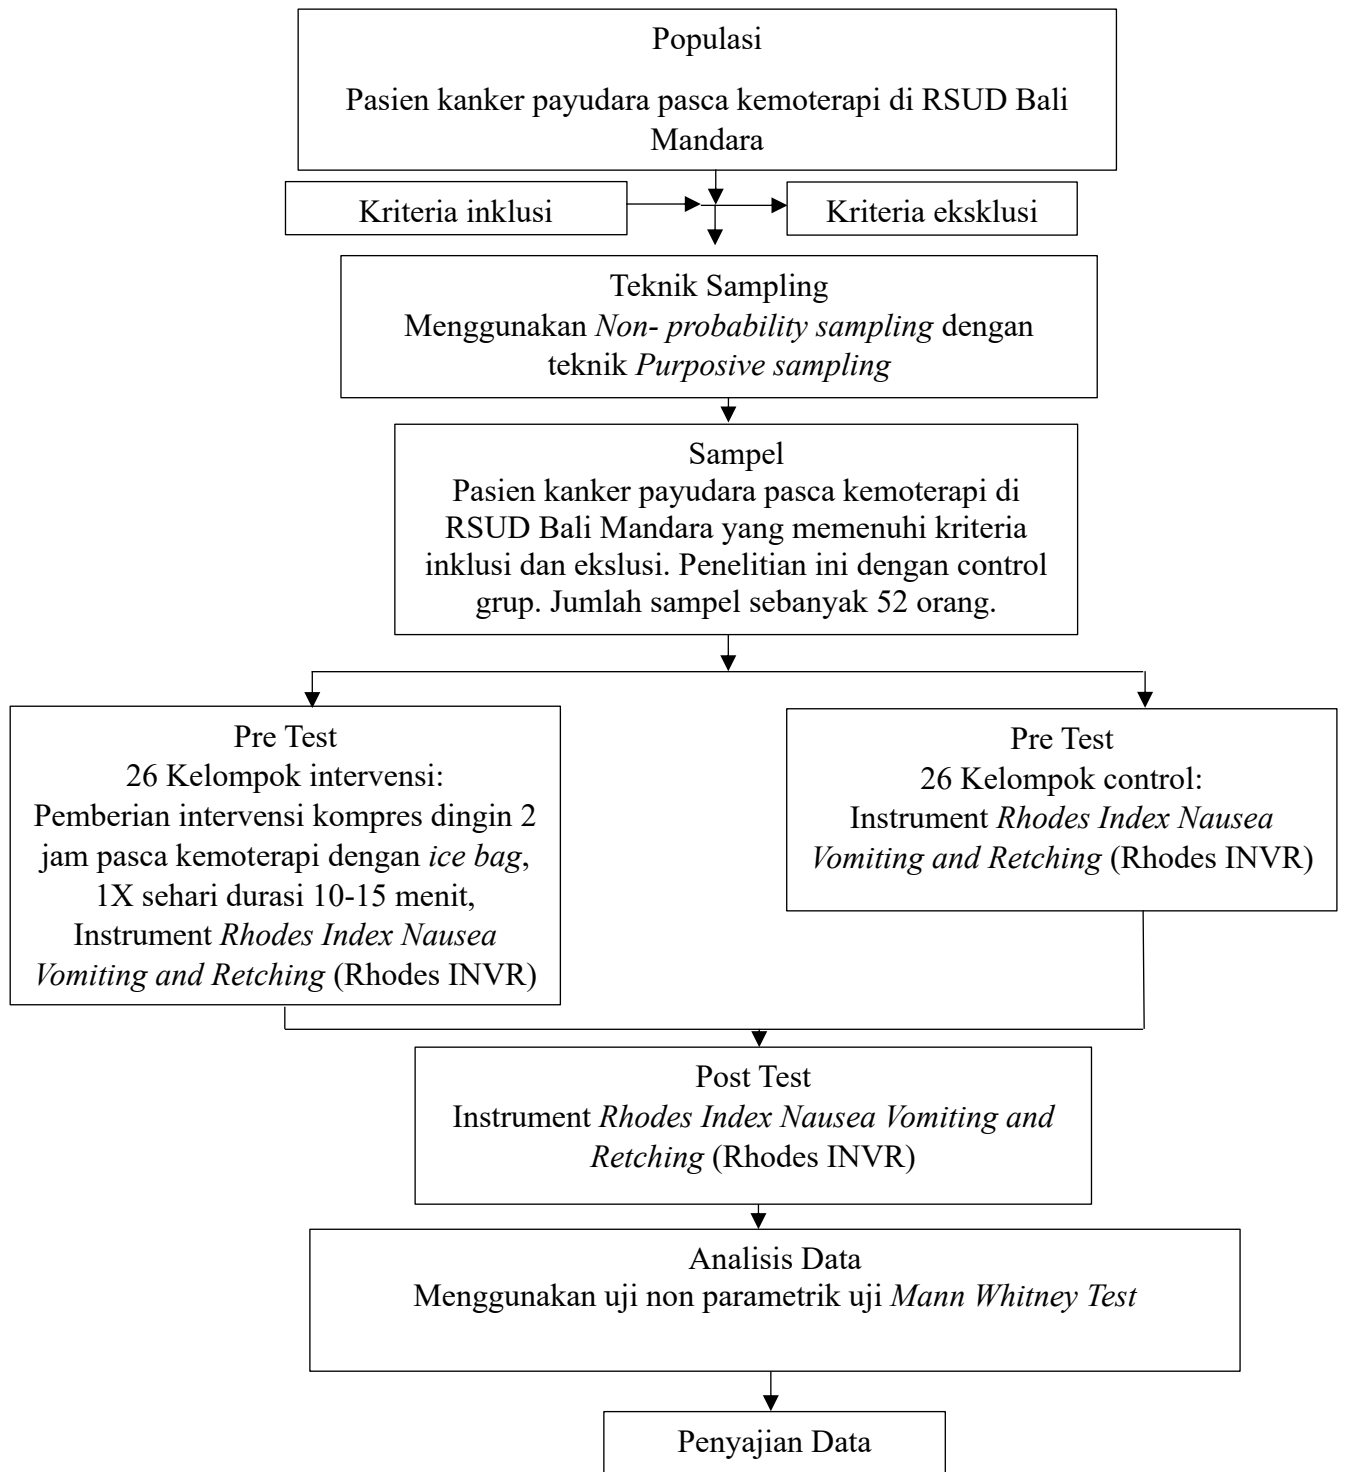 Populasi
Pasien kanker payudara pasca kemoterapi di RSUD Bali
Mandara
Kriteria inklusi
Kriteria eksklusi
Teknik Sampling
Menggunakan Non- probability sampling dengan
teknik Purposive sampling
Sampel
Pasien kanker payudara pasca kemoterapi di
RSUD Bali Mandara yang memenuhi kriteria
inklusi dan ekslusi. Penelitian ini dengan control
grup. Jumlah sampel sebanyak 52 orang.
Pre Test
26 Kelompok intervensi:
Pemberian intervensi kompres dingin 2
jam pasca kemoterapi dengan ice bag,
1X sehari durasi 10-15 menit,
Instrument Rhodes Index Nausea
Vomiting and Retching (Rhodes INVR)
Pre Test
26 Kelompok control:
Instrument Rhodes Index Nausea
Vomiting and Retching (Rhodes INVR)
Post Test
Instrument Rhodes Index Nausea Vomiting and
Retching (Rhodes INVR)
Analisis Data
Menggunakan uji non parametrik uji Mann Whitney Test
Penyajian Data